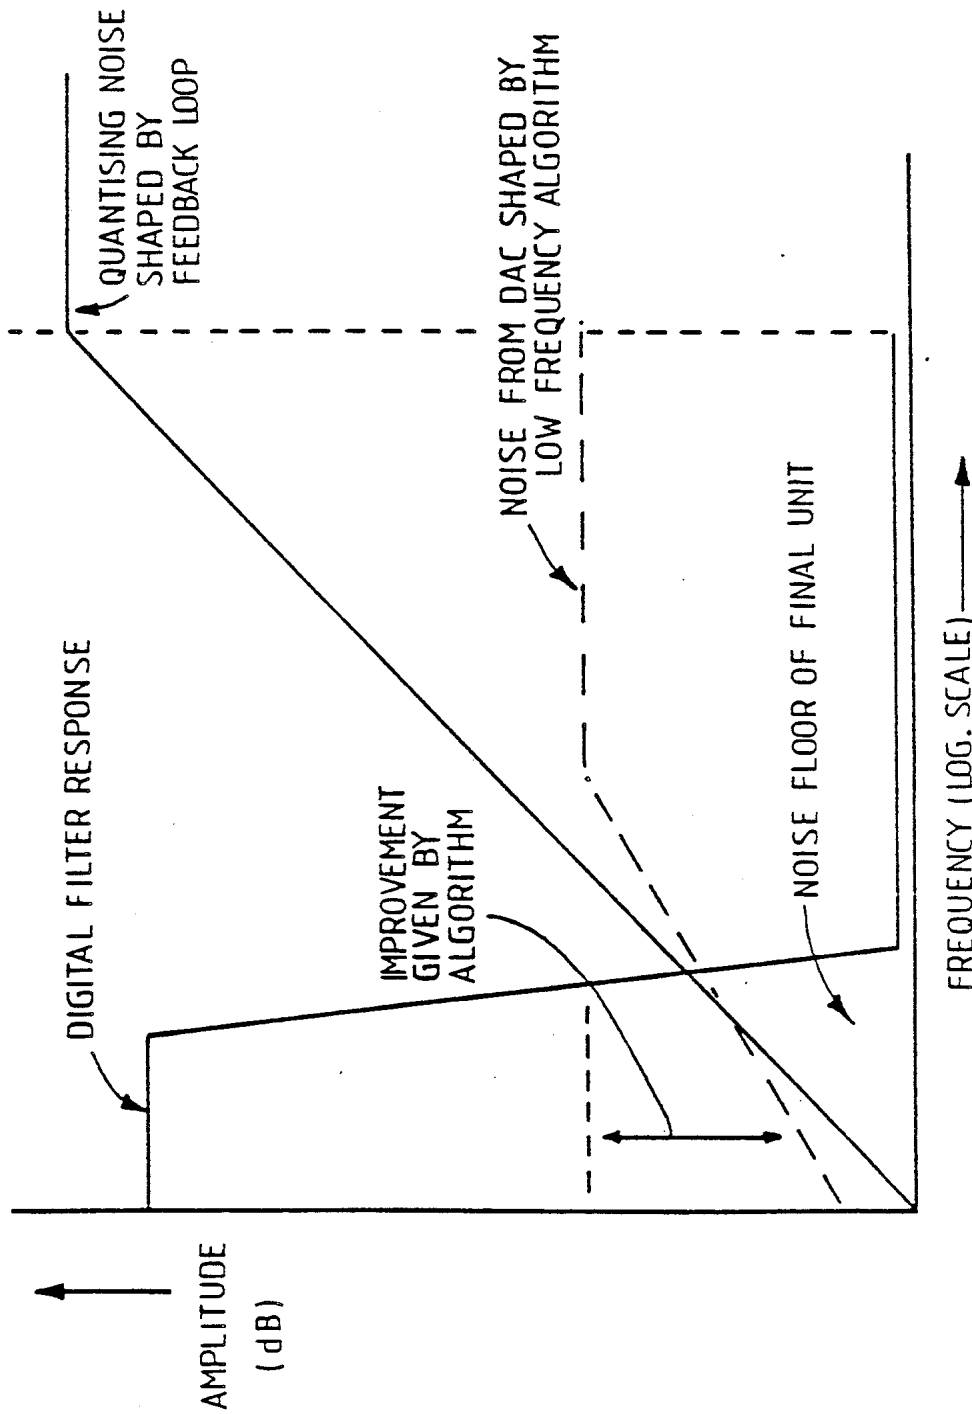 QUANTISING NOISE
SHAPED BY
FEEDBACK LOOP
DIGITAL FILTER RESPONSE
NOISE FROM DAC SHAPED BY
LOW FREQUENCY ALGORITHM
IMPROVEMENT
GIVEN BY
ALGORITHM
NOISE FLOOR OF FINAL UNIT
AMPLITUDE
(dB)
FREQUENCY (LOG. SCALE)